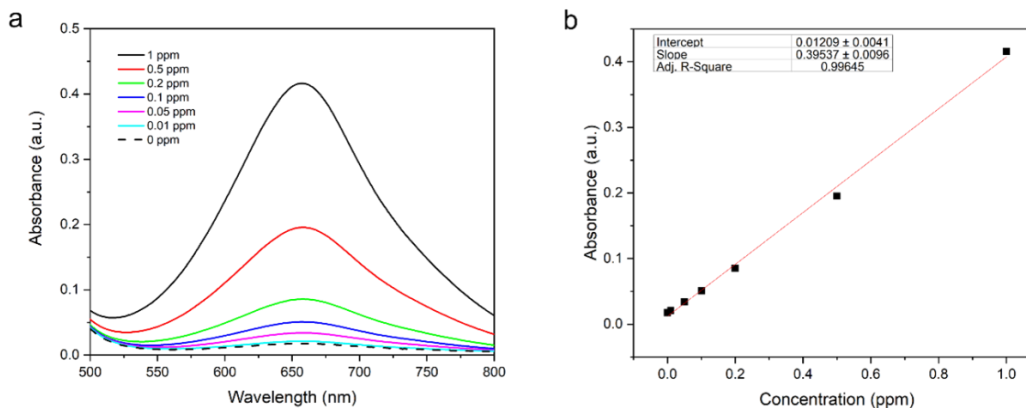 a
Absorbance (a.u.)
0.5
0.4
0.3
0.2
0.1
0.0
1 ppm
0.5 ppm
0.2 ppm
0.1 ppm
0.05 ppm
0.01 ppm
0 ppm
500 550 600 650 700 750 800
Wavelength (nm)
b
Absorbance (a.u.)
0.4
0.3
0.2
0.1
0.0
Intercept 0.01209 ± 0.0041
Slope 0.39537 ± 0.0096
Adj. R-Square 0.99645
0.0 0.2 0.4 0.6 0.8 1.0
Concentration (ppm)